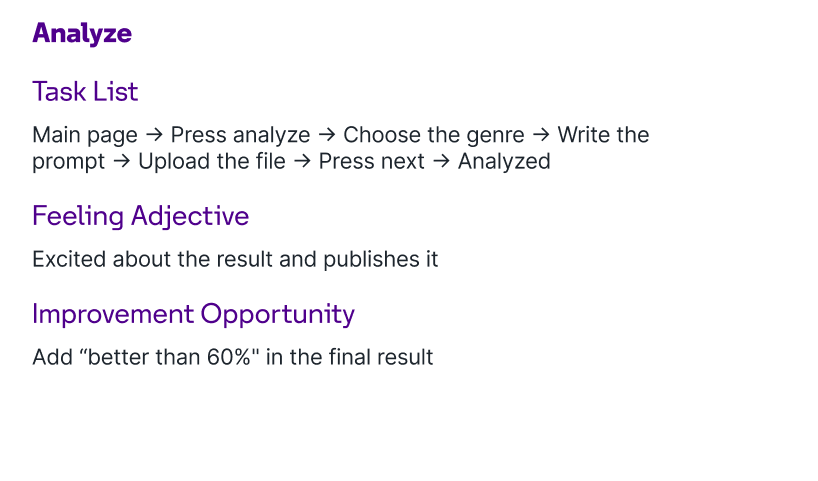 Analyze
Task List
Main page → Press analyze → Choose the genre → Write the
prompt → Upload the file → Press next → Analyzed
Feeling Adjective
Excited about the result and publishes it
Improvement Opportunity
Add “better than 60%" in the final result